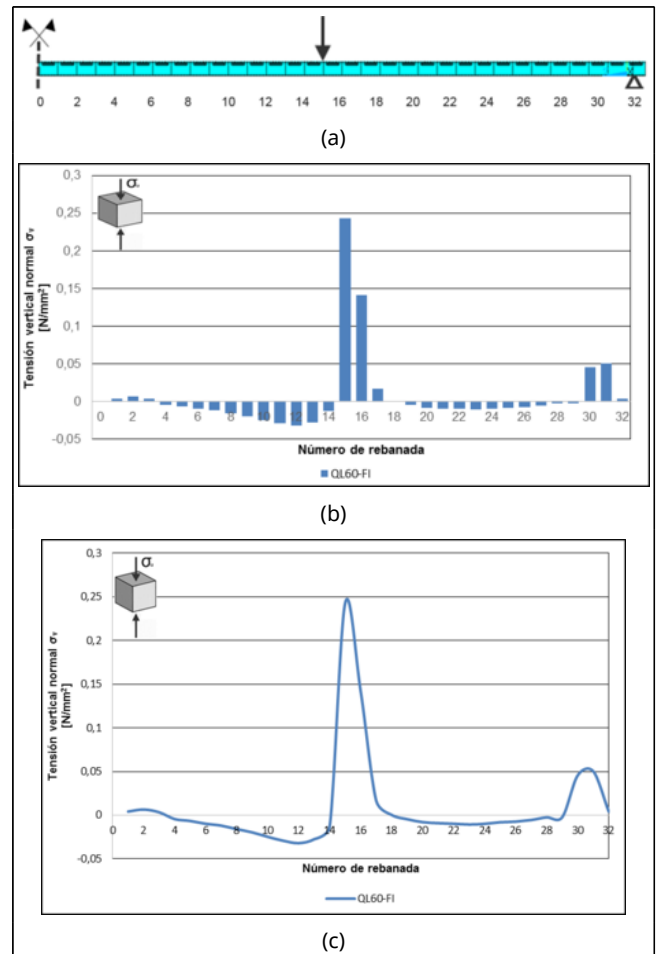 0 2 4 6 8 10 12 14 16 18 20 22 24 26 28 30 32
(a)
0,3
0,25
0,2
0,15
0,1
0,05
0
-0,05
Tensión vertical normal σᵥ
[N/mm²]
σᵥ
0 2 4 6 8 10 12 14 16 18 20 22 24 26 28 30 32
Número de rebanada
QL60-FI
(b)
0,3
0,25
0,2
0,15
0,1
0,05
0
-0,05
Tensión vertical normal σᵥ
[N/mm²]
σᵥ
0 2 4 6 8 10 12 14 16 18 20 22 24 26 28 30 32
Número de rebanada
QL60-FI
(c)